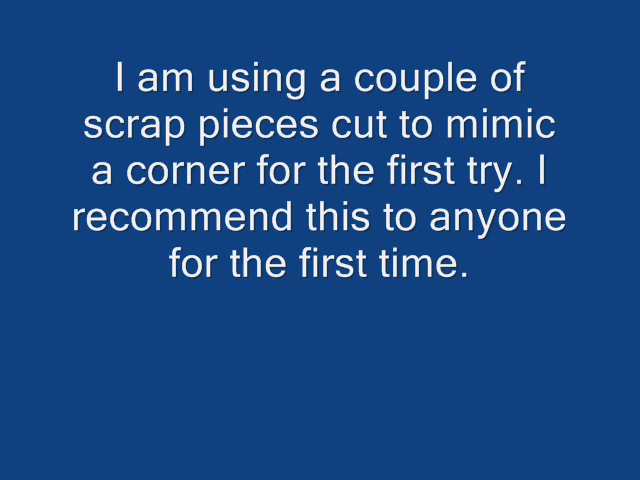 I am using a couple of
scrap pieces cut to mimic
a corner for the first try. I
recommend this to anyone
for the first time.